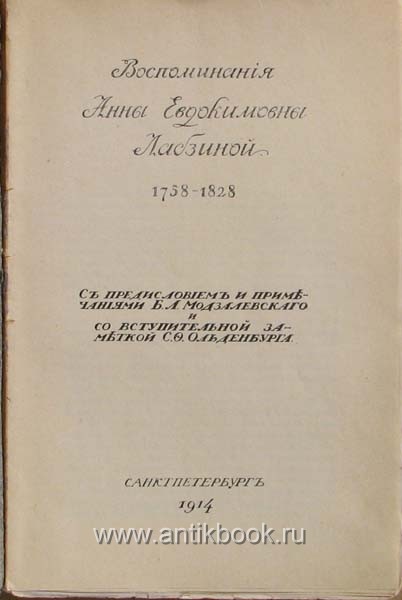 Воспоминанія
Анны Евдокимовны
Лабзиной
1758-1828
Съ предисловіемъ и примѣ-
чаніями Б.Л. Модзалевскаго
и
со вступительной за-
мѣткой С.Ѳ. Ольденбурга.
Санктпетербургъ
1914
www.antikbook.ru